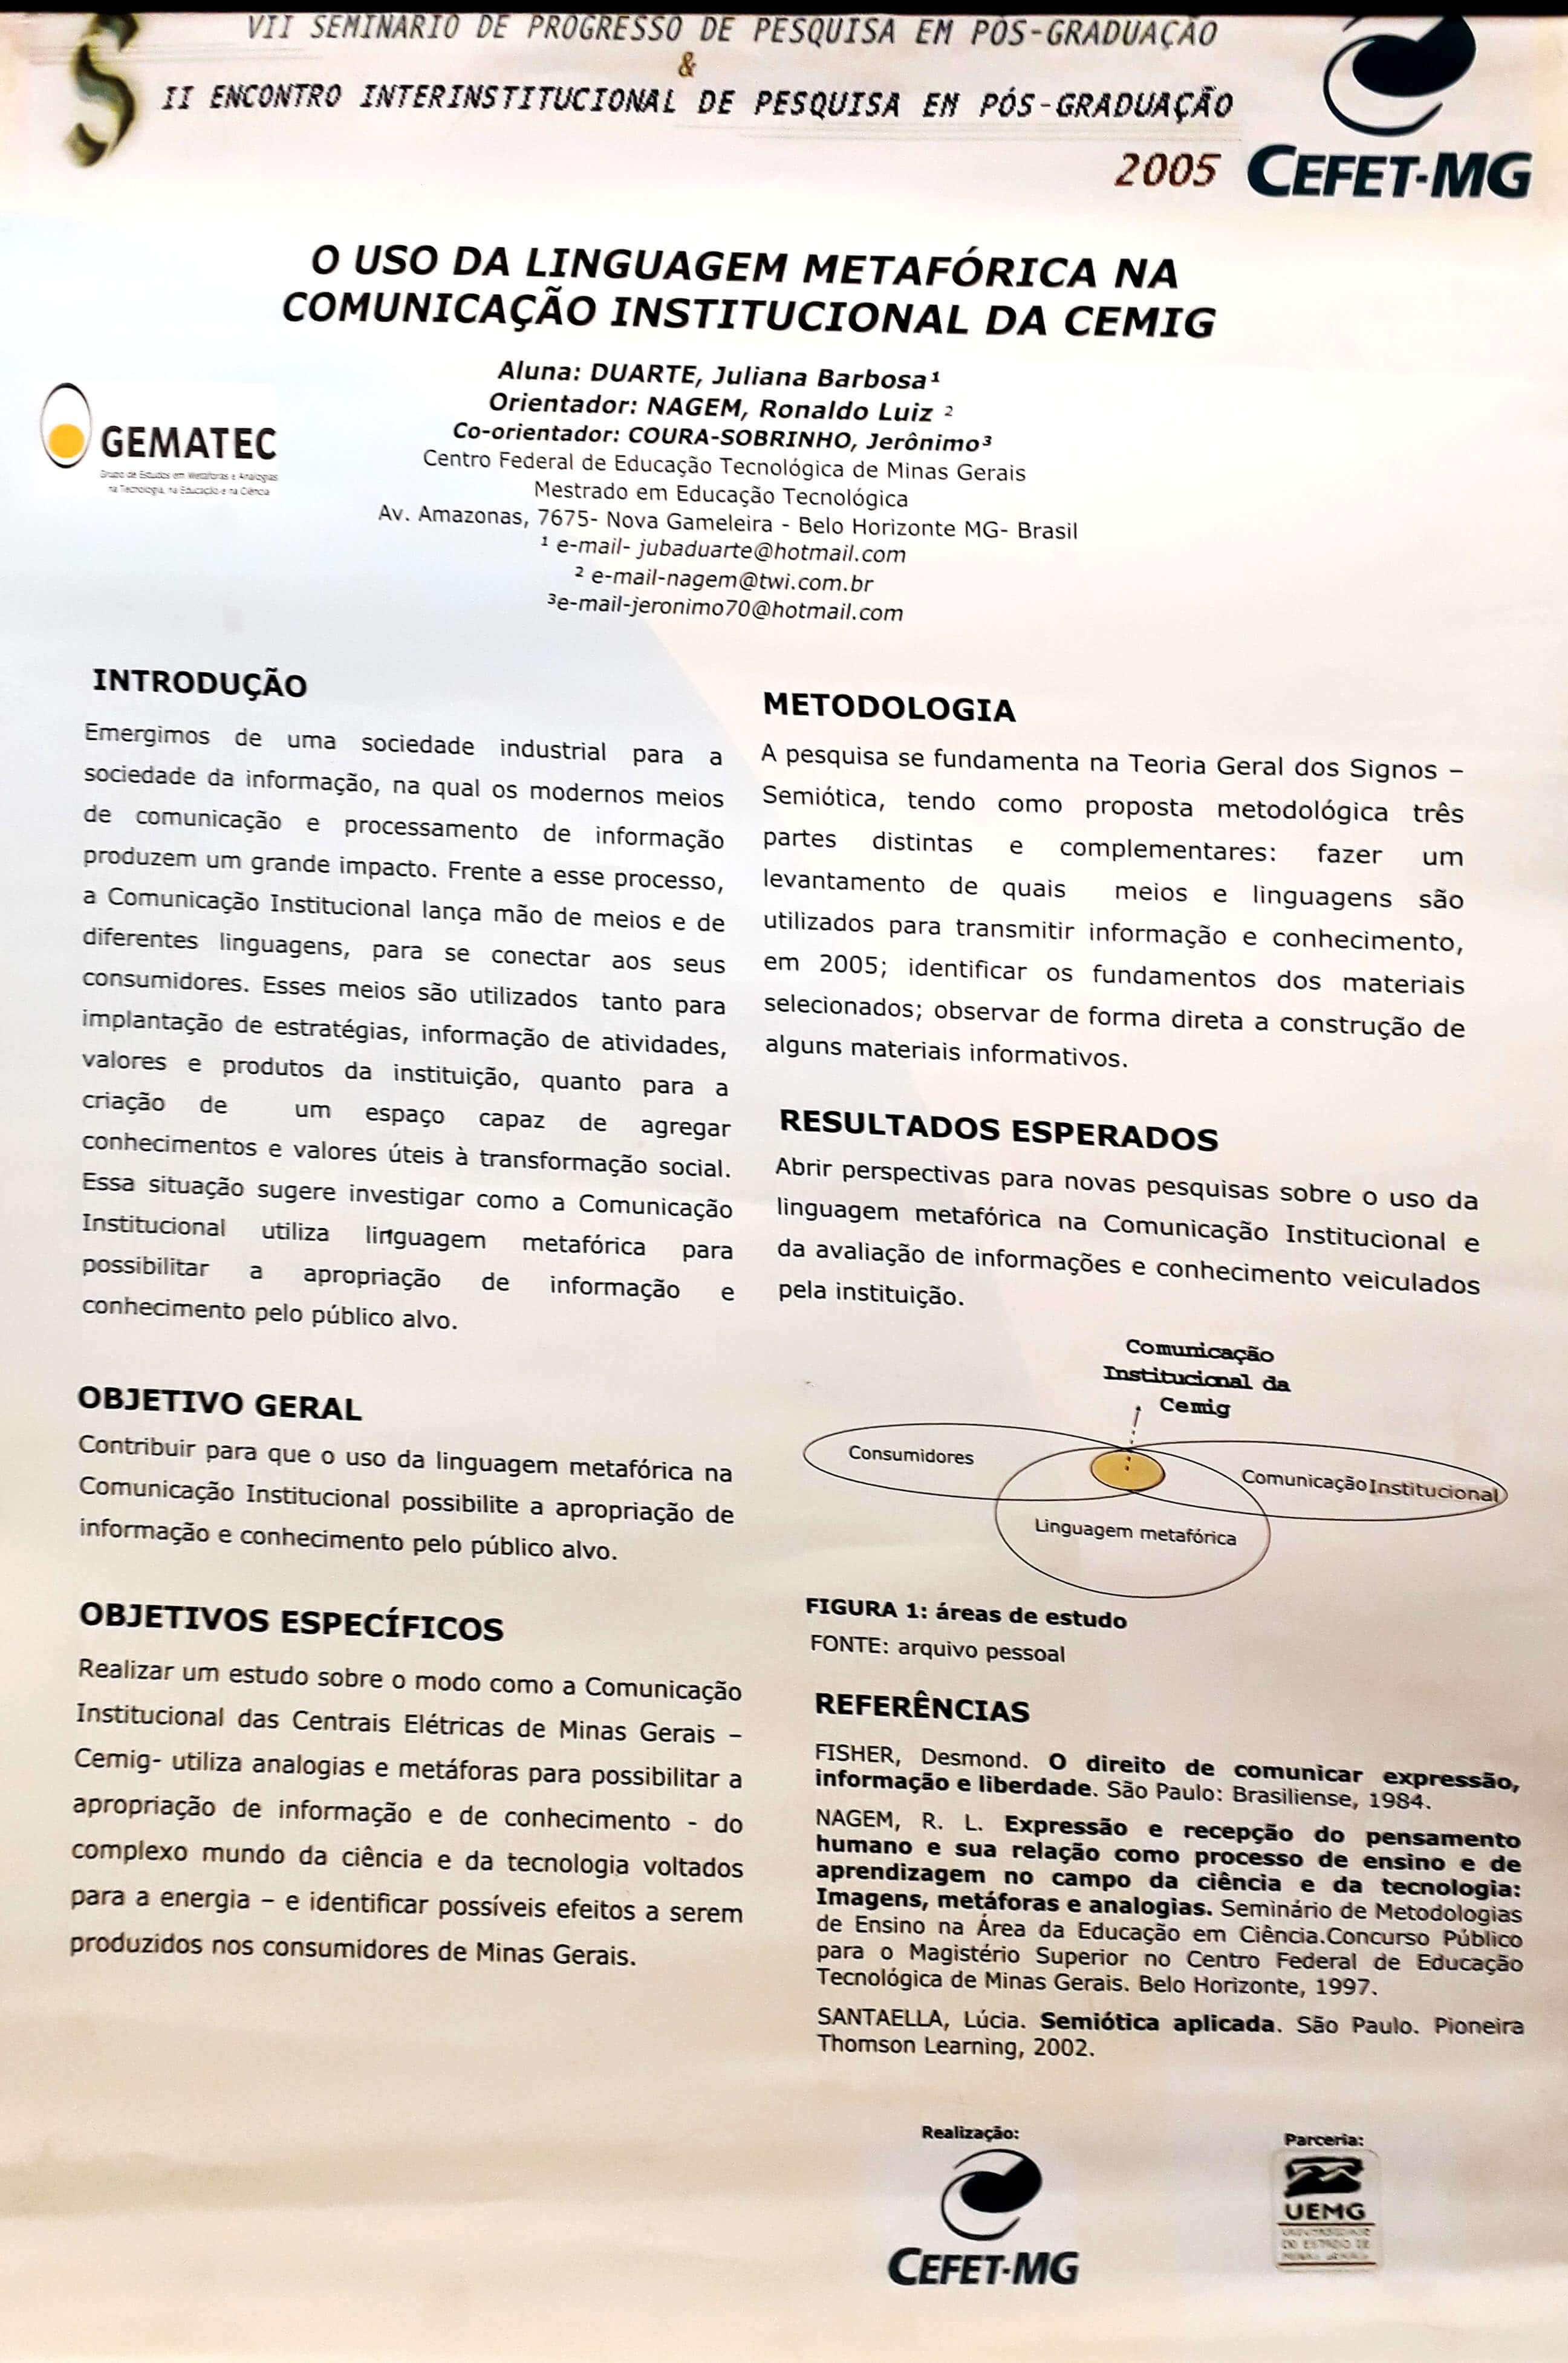 VII SEMINÁRIO DE PROGRESSO DE PESQUISA EM PÓS-GRADUAÇÃO
&
II ENCONTRO INTERINSTITUCIONAL DE PESQUISA EM PÓS-GRADUAÇÃO
2005
CEFET-MG
O USO DA LINGUAGEM METAFÓRICA NA
COMUNICAÇÃO INSTITUCIONAL DA CEMIG
GEMATEC
Grupo de Estudos em Metáforas e Analogias
na Tecnologia, na Educação e na Ciência
Aluna: DUARTE, Juliana Barbosa¹
Orientador: NAGEM, Ronaldo Luiz ²
Co-orientador: COURA-SOBRINHO, Jerônimo³
Centro Federal de Educação Tecnológica de Minas Gerais
Mestrado em Educação Tecnológica
Av. Amazonas, 7675- Nova Gameleira - Belo Horizonte MG- Brasil
¹ e-mail- jubaduarte@hotmail.com
² e-mail-nagem@twi.com.br
³e-mail-jeronimo70@hotmail.com
INTRODUÇÃO
Emergimos de uma sociedade industrial para a
sociedade da informação, na qual os modernos meios
de comunicação e processamento de informação
produzem um grande impacto. Frente a esse processo,
a Comunicação Institucional lança mão de meios e de
diferentes linguagens, para se conectar aos seus
consumidores. Esses meios são utilizados tanto para
implantação de estratégias, informação de atividades,
valores e produtos da instituição, quanto para a
criação de um espaço capaz de agregar
conhecimentos e valores úteis à transformação social.
Essa situação sugere investigar como a Comunicação
Institucional utiliza linguagem metafórica para
possibilitar a apropriação de informação e
conhecimento pelo público alvo.
OBJETIVO GERAL
Contribuir para que o uso da linguagem metafórica na
Comunicação Institucional possibilite a apropriação de
informação e conhecimento pelo público alvo.
OBJETIVOS ESPECÍFICOS
Realizar um estudo sobre o modo como a Comunicação
Institucional das Centrais Elétricas de Minas Gerais –
Cemig- utiliza analogias e metáforas para possibilitar a
apropriação de informação e de conhecimento - do
complexo mundo da ciência e da tecnologia voltados
para a energia – e identificar possíveis efeitos a serem
produzidos nos consumidores de Minas Gerais.
METODOLOGIA
A pesquisa se fundamenta na Teoria Geral dos Signos –
Semiótica, tendo como proposta metodológica três
partes distintas e complementares: fazer um
levantamento de quais meios e linguagens são
utilizados para transmitir informação e conhecimento,
em 2005; identificar os fundamentos dos materiais
selecionados; observar de forma direta a construção de
alguns materiais informativos.
RESULTADOS ESPERADOS
Abrir perspectivas para novas pesquisas sobre o uso da
linguagem metafórica na Comunicação Institucional e
da avaliação de informações e conhecimento veiculados
pela instituição.
Comunicação
Institucional da
Cemig
Consumidores
Comunicação Institucional
Linguagem metafórica
FIGURA 1: áreas de estudo
FONTE: arquivo pessoal
REFERÊNCIAS
FISHER, Desmond. O direito de comunicar expressão,
informação e liberdade. São Paulo: Brasiliense, 1984.
NAGEM, R. L. Expressão e recepção do pensamento
humano e sua relação como processo de ensino e de
aprendizagem no campo da ciência e da tecnologia:
Imagens, metáforas e analogias. Seminário de Metodologias
de Ensino na Área da Educação em Ciência.Concurso Público
para o Magistério Superior no Centro Federal de Educação
Tecnológica de Minas Gerais. Belo Horizonte, 1997.
SANTAELLA, Lúcia. Semiótica aplicada. São Paulo. Pioneira
Thomson Learning, 2002.
Realização:
CEFET-MG
Parceria:
UEMG
UNIVERSIDADE
DO ESTADO DE
MINAS GERAIS